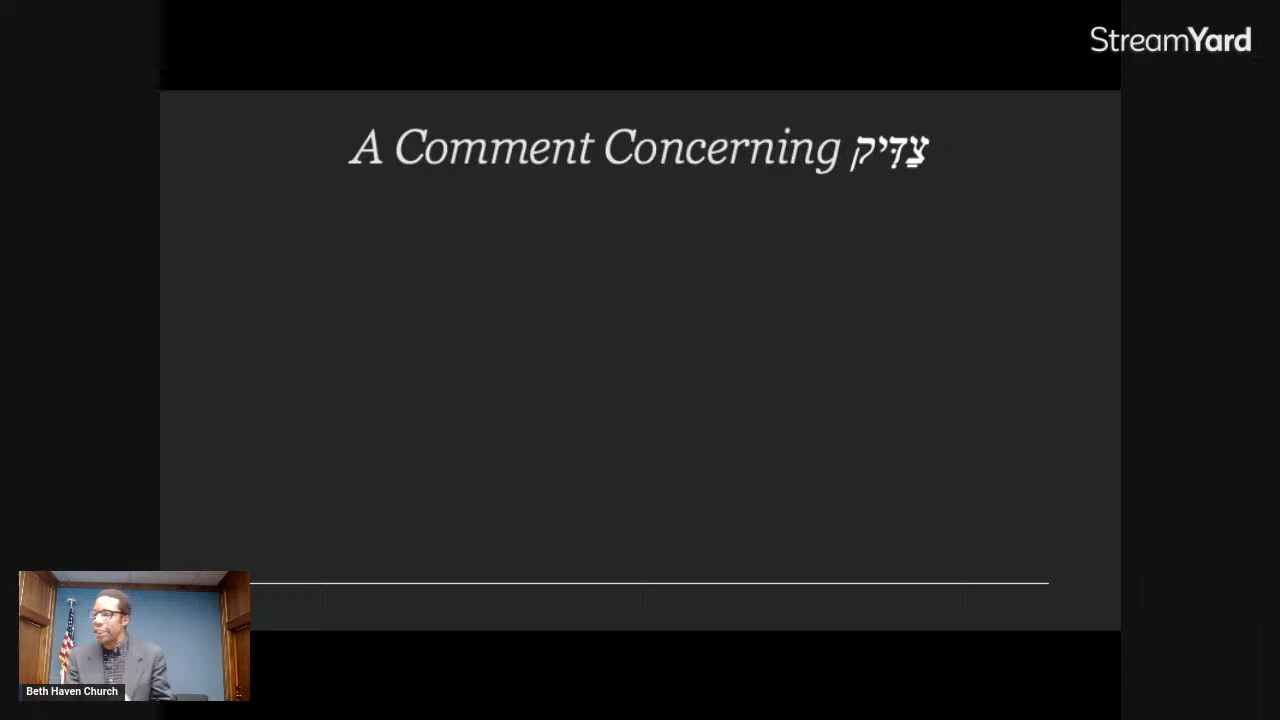 StreamYard
A Comment Concerning צַדִּיק
Beth Haven Church